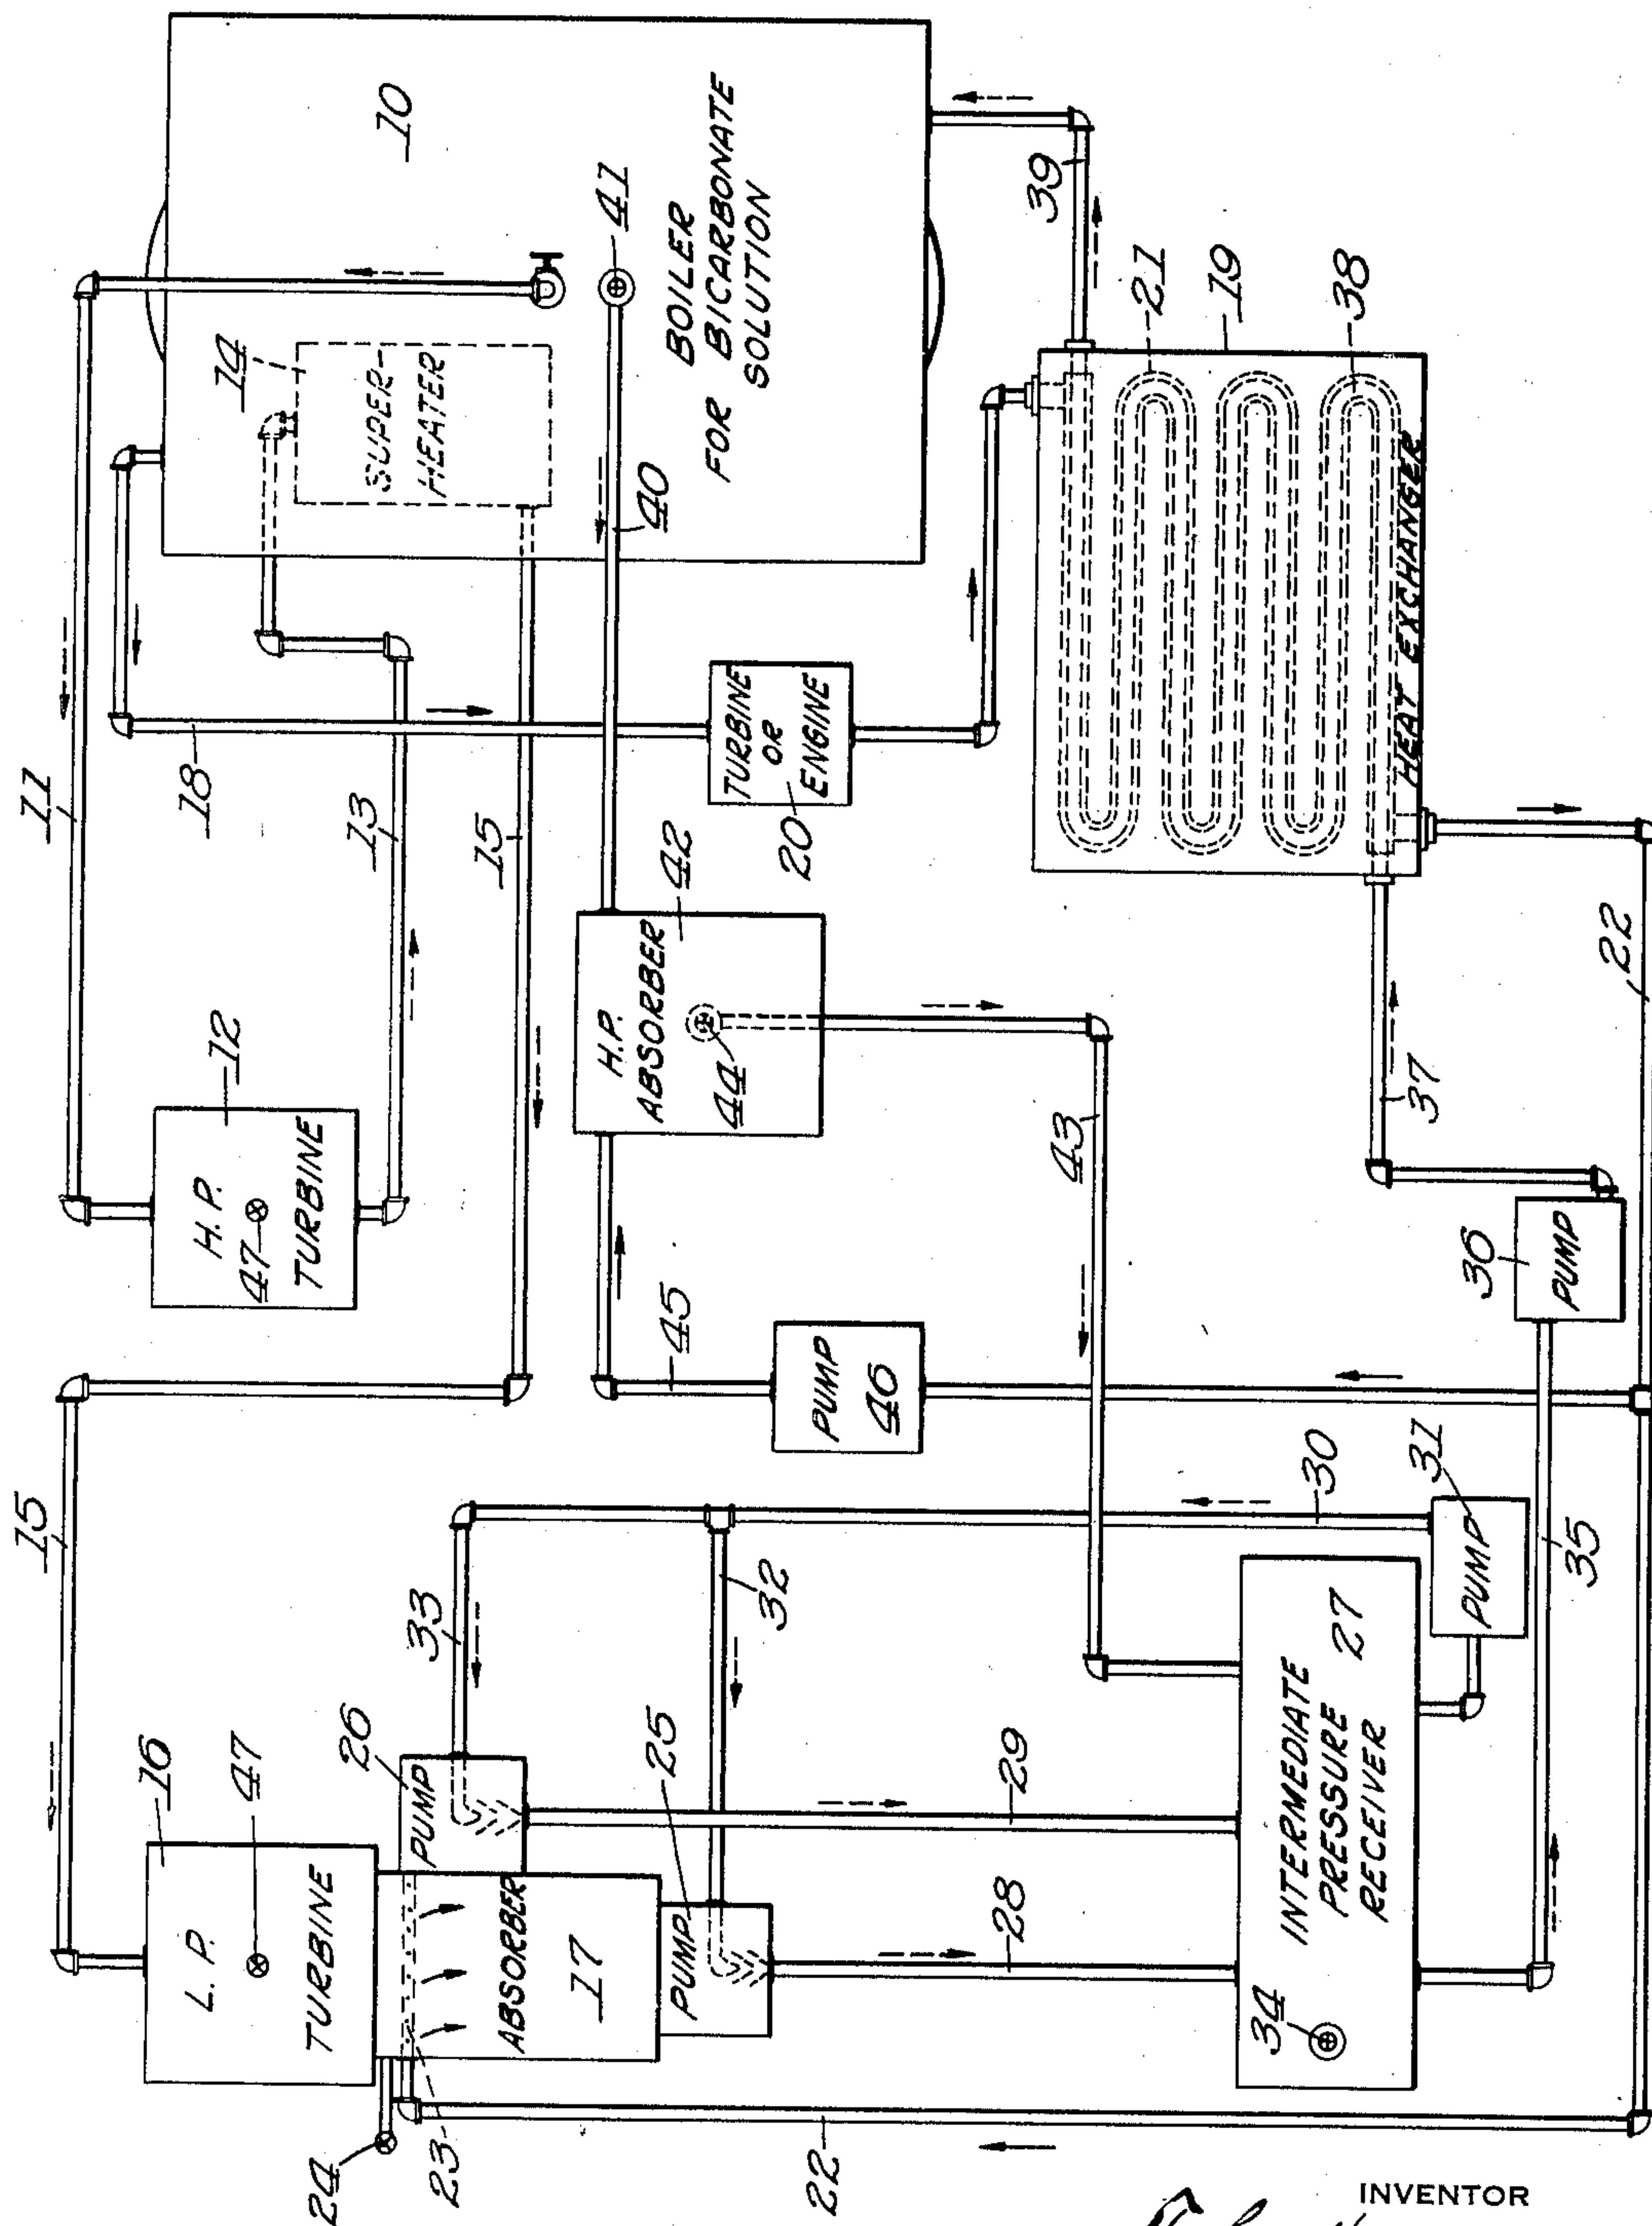 11
10
14
SUPER-
HEATER
41
BOILER
FOR BICARBONATE
SOLUTION
40
39
18
13
15
12
H.P.
47
TURBINE
TURBINE
OR
ENGINE
20
42
H.P.
ABSORBER
44
21
19
38
HEAT EXCHANGER
43
37
22
36
PUMP
45
PUMP
46
15
16
L. P.
47
TURBINE
33
26
PUMP
32
30
31
PUMP
35
25
PUMP
29
28
ABSORBER
17
24
23
22
INTERMEDIATE
PRESSURE
RECEIVER
27
34
INVENTOR